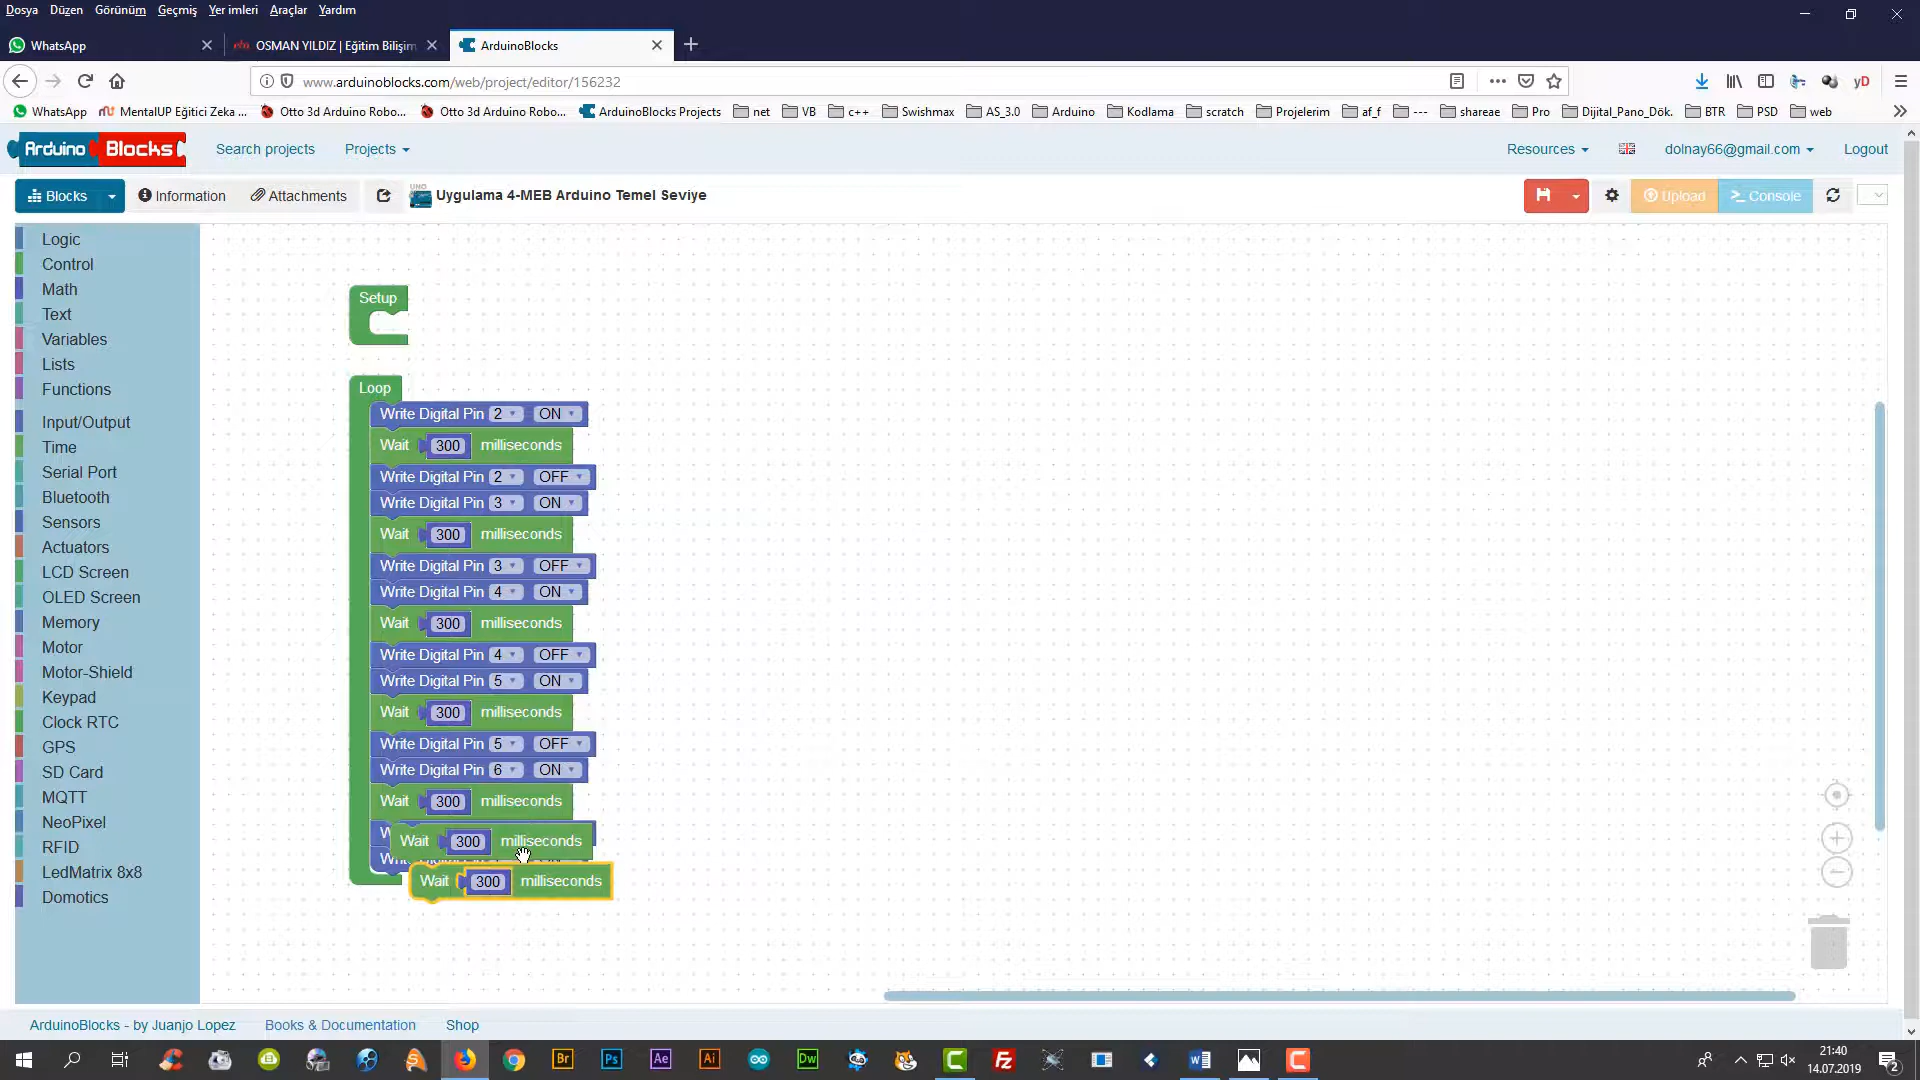 Dosya Düzen Görünüm Geçmiş Yer imleri Araçlar Yardım
WhatsApp
OSMAN YILDIZ | Eğitim Bilişim
ArduinoBlocks
www.arduinoblocks.com/web/project/editor/156232
WhatsApp MentalUP Eğitici Zeka ... Otto 3d Arduino Robo... Otto 3d Arduino Robo... ArduinoBlocks Projects net VB c++ Swishmax AS_3.0 Arduino Kodlama scratch Projelerim af_f --- shareae Pro Dijital_Pano_Dök. BTR PSD web
Arduino Blocks Search projects Projects Resources dolnay66@gmail.com Logout
Blocks Information Attachments UNO Uygulama 4-MEB Arduino Temel Seviye Upload Console
Logic
Control
Math
Text
Variables
Lists
Functions
Input/Output
Time
Serial Port
Bluetooth
Sensors
Actuators
LCD Screen
OLED Screen
Memory
Motor
Motor-Shield
Keypad
Clock RTC
GPS
SD Card
MQTT
NeoPixel
RFID
LedMatrix 8x8
Domotics
Setup
Loop
Write Digital Pin 2 ON
Wait 300 milliseconds
Write Digital Pin 2 OFF
Write Digital Pin 3 ON
Wait 300 milliseconds
Write Digital Pin 3 OFF
Write Digital Pin 4 ON
Wait 300 milliseconds
Write Digital Pin 4 OFF
Write Digital Pin 5 ON
Wait 300 milliseconds
Write Digital Pin 5 OFF
Write Digital Pin 6 ON
Wait 300 milliseconds
Wait 300 milliseconds
Wait 300 milliseconds
ArduinoBlocks - by Juanjo Lopez Books & Documentation Shop
Br Ps Ae Ai Dw
21:40
14.07.2019
2